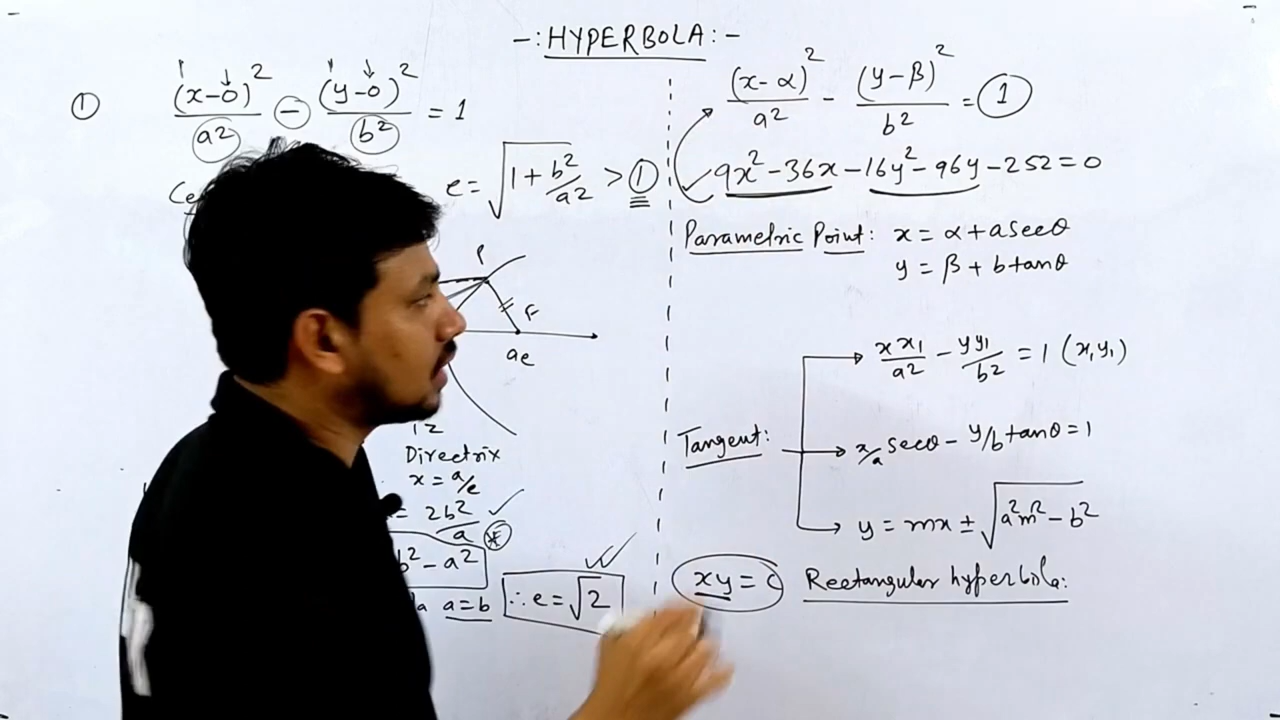 -: HYPERBOLA :-
① (x-0)²/a² - (y-0)²/b² = 1
e = √(1 + b²/a²) > ①
P
F
ae
Directrix
x = a/e
= 2b²/a
b² - a²
a = b
∴ e = √2
(x-α)²/a² - (y-β)²/b² = ①
9x² - 36x - 16y² - 96y - 252 = 0
Parametric Point: x = α + a secθ
y = β + b tanθ
Tangent:
xx₁/a² - yy₁/b² = 1 (x₁y₁)
x/a secθ - y/b tanθ = 1
y = mx ± √(a²m² - b²)
xy = c Rectangular hyperbola: